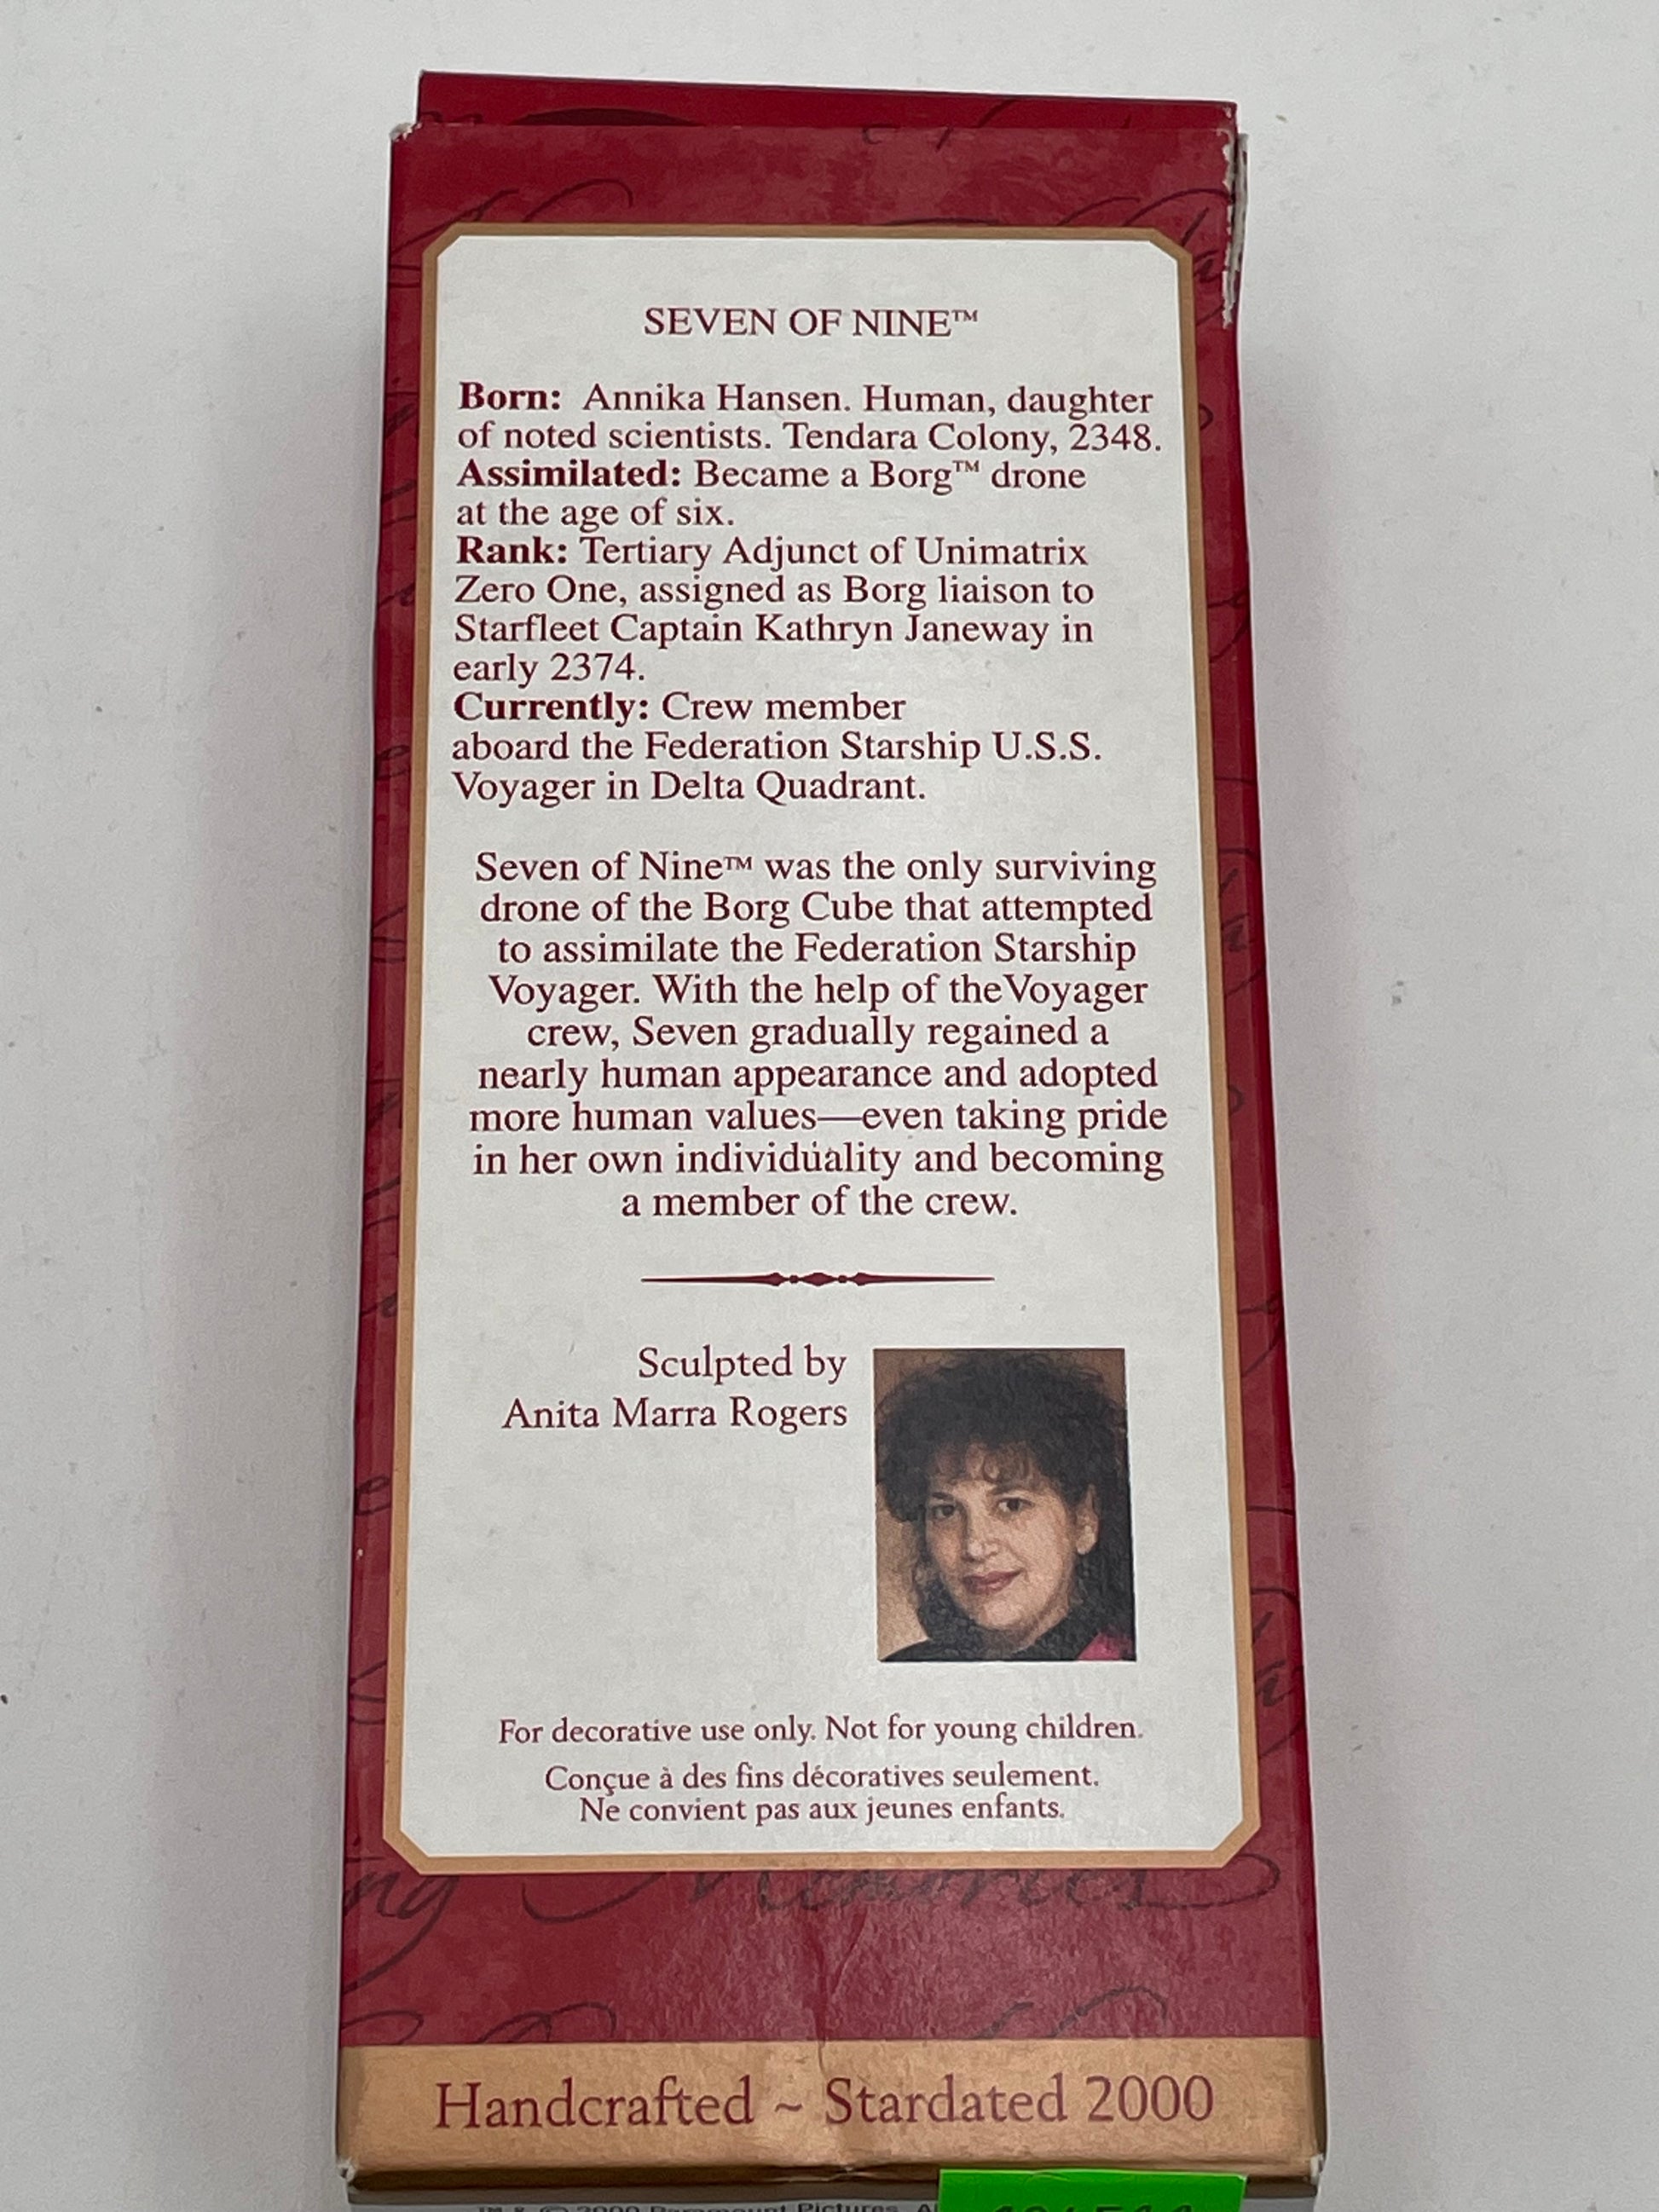 SEVEN OF NINE™
Born: Annika Hansen. Human, daughter
of noted scientists. Tendara Colony, 2348.
Assimilated: Became a Borg™ drone
at the age of six.
Rank: Tertiary Adjunct of Unimatrix
Zero One, assigned as Borg liaison to
Starfleet Captain Kathryn Janeway in
early 2374.
Currently: Crew member
aboard the Federation Starship U.S.S.
Voyager in Delta Quadrant.
Seven of Nine™ was the only surviving
drone of the Borg Cube that attempted
to assimilate the Federation Starship
Voyager. With the help of theVoyager
crew, Seven gradually regained a
nearly human appearance and adopted
more human values—even taking pride
in her own individuality and becoming
a member of the crew.
Sculpted by
Anita Marra Rogers
For decorative use only. Not for young children.
Conçue à des fins décoratives seulement.
Ne convient pas aux jeunes enfants.
Handcrafted ~ Stardated 2000
™ & © 2000 Paramount Pictures.